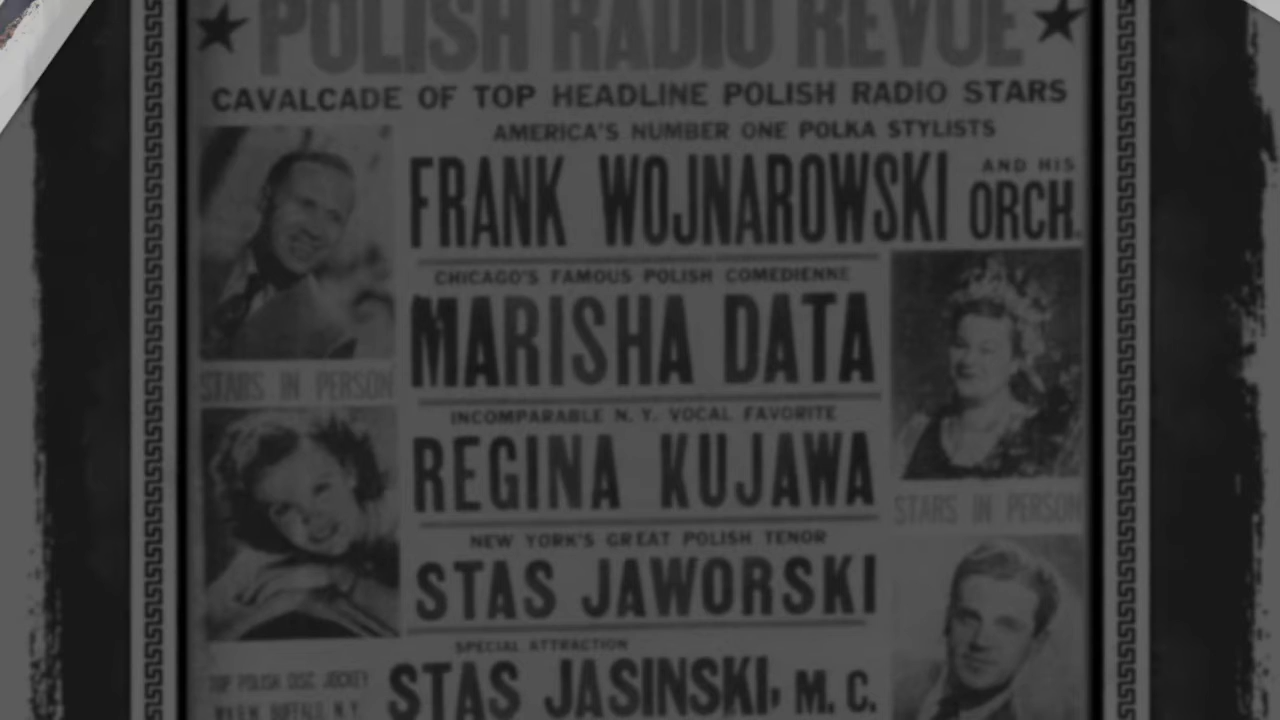 POLISH RADIO REVUE
CAVALCADE OF TOP HEADLINE POLISH RADIO STARS
AMERICA'S NUMBER ONE POLKA STYLISTS
FRANK WOJNAROWSKI AND HIS ORCH.
CHICAGO'S FAMOUS POLISH COMEDIENNE
MARISHA DATA
STARS IN PERSON
INCOMPARABLE N. Y. VOCAL FAVORITE
REGINA KUJAWA
STARS IN PERSON
NEW YORK'S GREAT POLISH TENOR
STAS JAWORSKI
SPECIAL ATTRACTION
STAS JASINSKI, M. C.
TOP POLISH DISC JOCKEY
BUFFALO, N.Y.